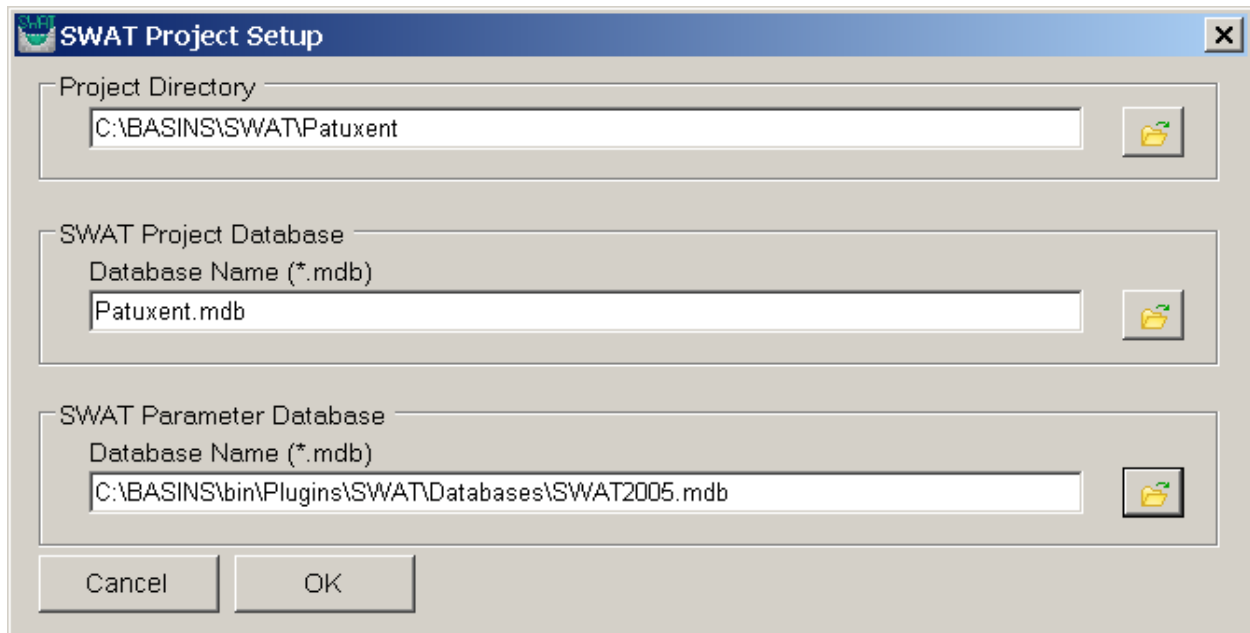 SWAT
SWAT Project Setup
Project Directory
C:\BASINS\SWAT\Patuxent
SWAT Project Database
Database Name (*.mdb)
Patuxent.mdb
SWAT Parameter Database
Database Name (*.mdb)
C:\BASINS\bin\Plugins\SWAT\Databases\SWAT2005.mdb
Cancel OK